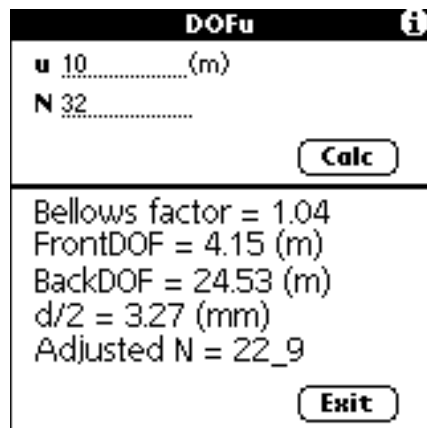 DOFu i
u 10 (m)
N 32
Calc
Bellows factor = 1.04
FrontDOF = 4.15 (m)
BackDOF = 24.53 (m)
d/2 = 3.27 (mm)
Adjusted N = 22_9
Exit